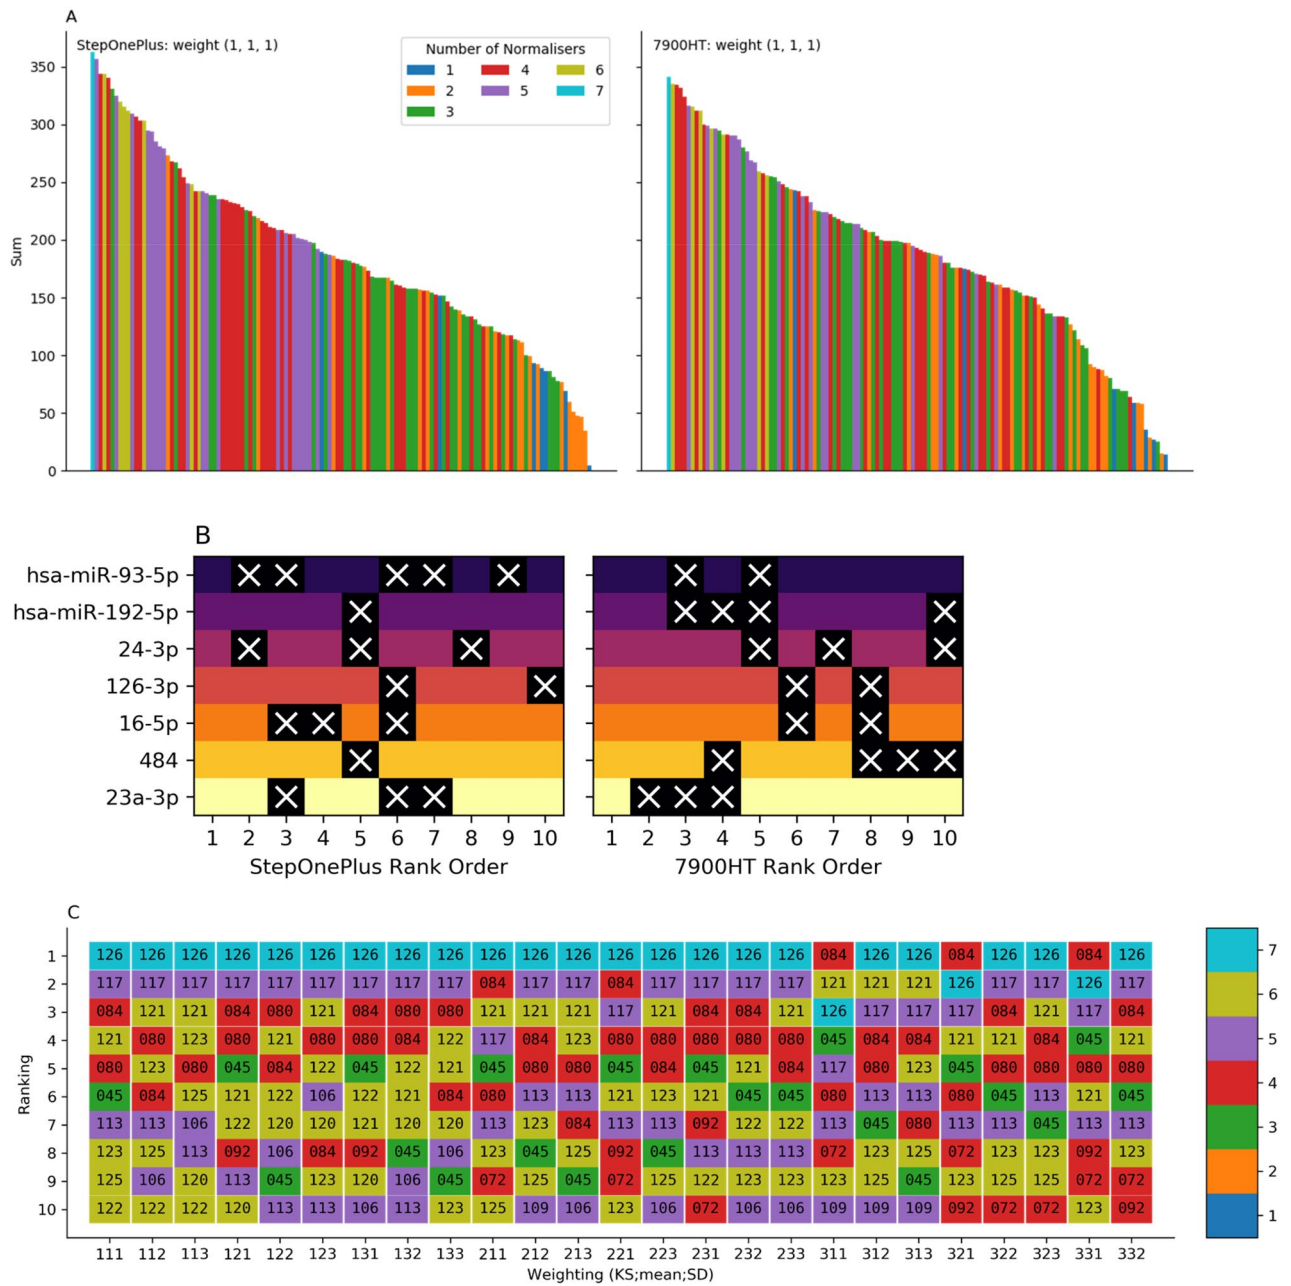 A
StepOnePlus: weight (1, 1, 1)
Number of Normalisers
1 4 6
2 5 7
3
7900HT: weight (1, 1, 1)
350
300
250
200
150
100
50
0
Sum
B
hsa-miR-93-5p
hsa-miR-192-5p
24-3p
126-3p
16-5p
484
23a-3p
1 2 3 4 5 6 7 8 9 10
StepOnePlus Rank Order
1 2 3 4 5 6 7 8 9 10
7900HT Rank Order
C
Ranking
1 126 126 126 126 126 126 126 126 126 126 126 126 126 126 126 126 126 084 126 126 084 126 126 084 126
2 117 117 117 117 117 117 117 117 117 084 117 117 084 117 117 117 117 121 121 121 126 117 117 126 117
3 084 121 121 084 080 121 084 080 080 121 121 121 117 121 084 084 121 126 117 117 117 084 121 117 084
4 121 080 123 080 121 080 080 084 122 117 084 123 080 080 080 080 080 045 084 084 121 121 084 045 121
5 080 123 080 045 084 122 045 122 121 045 080 080 045 084 045 121 084 117 080 123 045 080 080 080 080
6 045 084 125 121 122 106 122 121 084 080 113 113 121 123 121 045 045 080 113 113 080 045 113 121 045
7 113 113 106 122 120 120 121 120 120 113 123 084 113 113 092 122 122 113 045 080 113 113 045 113 113
8 123 125 113 092 106 084 092 045 106 123 045 125 092 045 113 113 113 072 123 125 072 123 123 092 123
9 125 106 120 113 045 123 120 106 045 072 125 045 072 125 122 123 123 123 125 045 123 125 125 072 072
10 122 122 122 120 113 113 106 113 123 125 109 106 123 106 072 106 106 109 109 109 092 072 072 123 092
111 112 113 121 122 123 131 132 133 211 212 213 221 223 231 232 233 311 312 313 321 322 323 331 332
Weighting (KS;mean;SD)
7
6
5
4
3
2
1